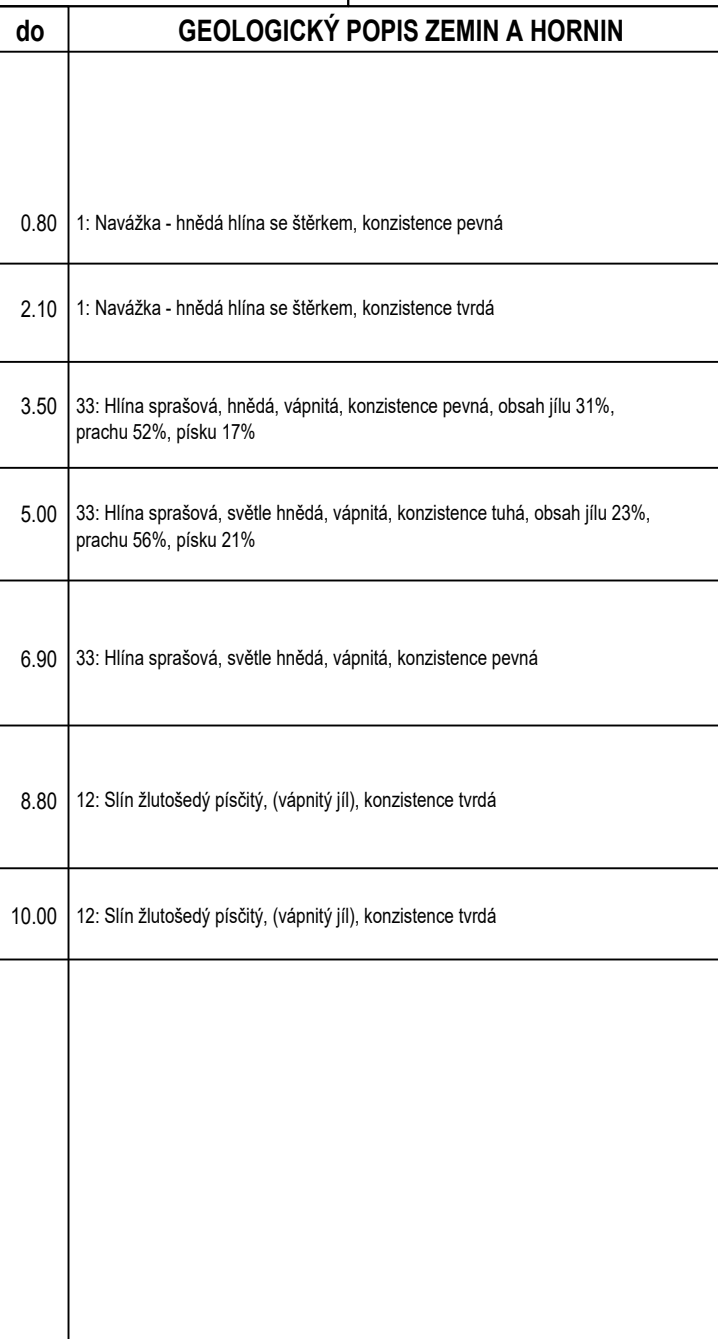 do GEOLOGICKÝ POPIS ZEMIN A HORNIN
0.80 1: Navážka - hnědá hlína se štěrkem, konzistence pevná
2.10 1: Navážka - hnědá hlína se štěrkem, konzistence tvrdá
3.50 33: Hlína sprašová, hnědá, vápnitá, konzistence pevná, obsah jílu 31%,
prachu 52%, písku 17%
5.00 33: Hlína sprašová, světle hnědá, vápnitá, konzistence tuhá, obsah jílu 23%,
prachu 56%, písku 21%
6.90 33: Hlína sprašová, světle hnědá, vápnitá, konzistence pevná
8.80 12: Slín žlutošedý písčitý, (vápnitý jíl), konzistence tvrdá
10.00 12: Slín žlutošedý písčitý, (vápnitý jíl), konzistence tvrdá